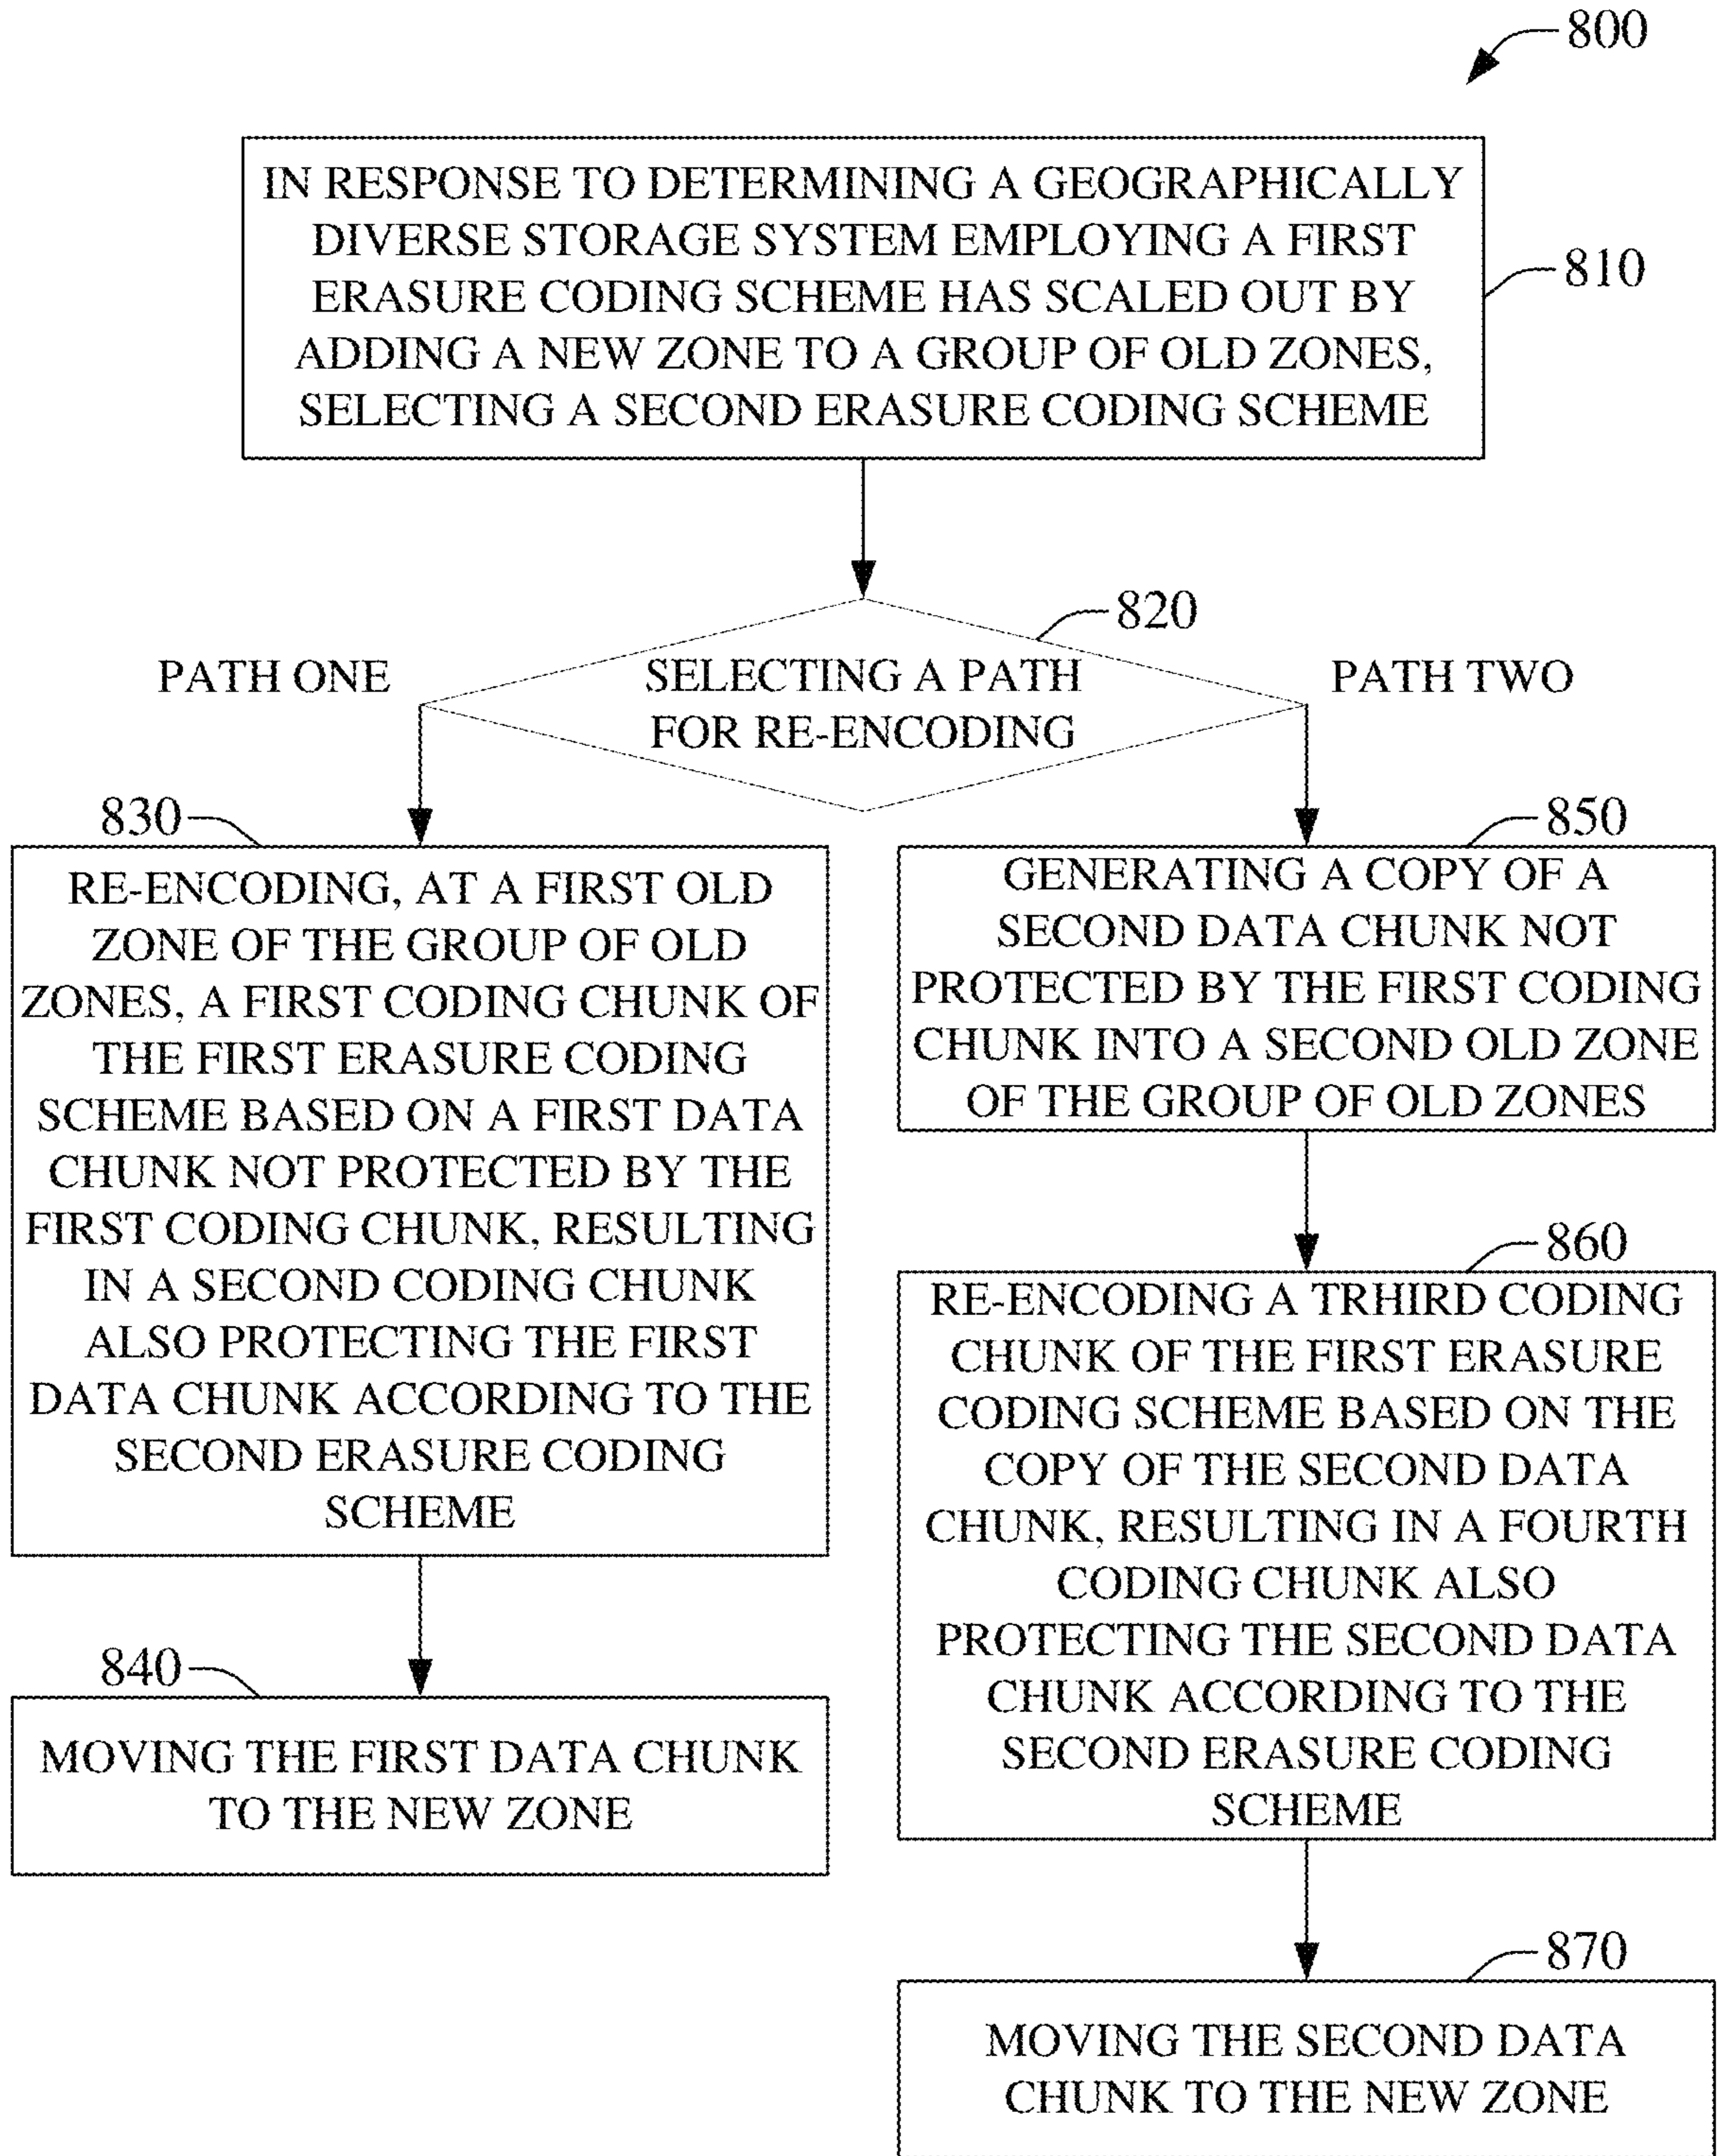 800
IN RESPONSE TO DETERMINING A GEOGRAPHICALLY
DIVERSE STORAGE SYSTEM EMPLOYING A FIRST
ERASURE CODING SCHEME HAS SCALED OUT BY
ADDING A NEW ZONE TO A GROUP OF OLD ZONES,
SELECTING A SECOND ERASURE CODING SCHEME
810
820
PATH ONE
SELECTING A PATH
FOR RE-ENCODING
PATH TWO
830
RE-ENCODING, AT A FIRST OLD
ZONE OF THE GROUP OF OLD
ZONES, A FIRST CODING CHUNK OF
THE FIRST ERASURE CODING
SCHEME BASED ON A FIRST DATA
CHUNK NOT PROTECTED BY THE
FIRST CODING CHUNK, RESULTING
IN A SECOND CODING CHUNK
ALSO PROTECTING THE FIRST
DATA CHUNK ACCORDING TO THE
SECOND ERASURE CODING
SCHEME
840
MOVING THE FIRST DATA CHUNK
TO THE NEW ZONE
850
GENERATING A COPY OF A
SECOND DATA CHUNK NOT
PROTECTED BY THE FIRST CODING
CHUNK INTO A SECOND OLD ZONE
OF THE GROUP OF OLD ZONES
860
RE-ENCODING A TRHIRD CODING
CHUNK OF THE FIRST ERASURE
CODING SCHEME BASED ON THE
COPY OF THE SECOND DATA
CHUNK, RESULTING IN A FOURTH
CODING CHUNK ALSO
PROTECTING THE SECOND DATA
CHUNK ACCORDING TO THE
SECOND ERASURE CODING
SCHEME
870
MOVING THE SECOND DATA
CHUNK TO THE NEW ZONE